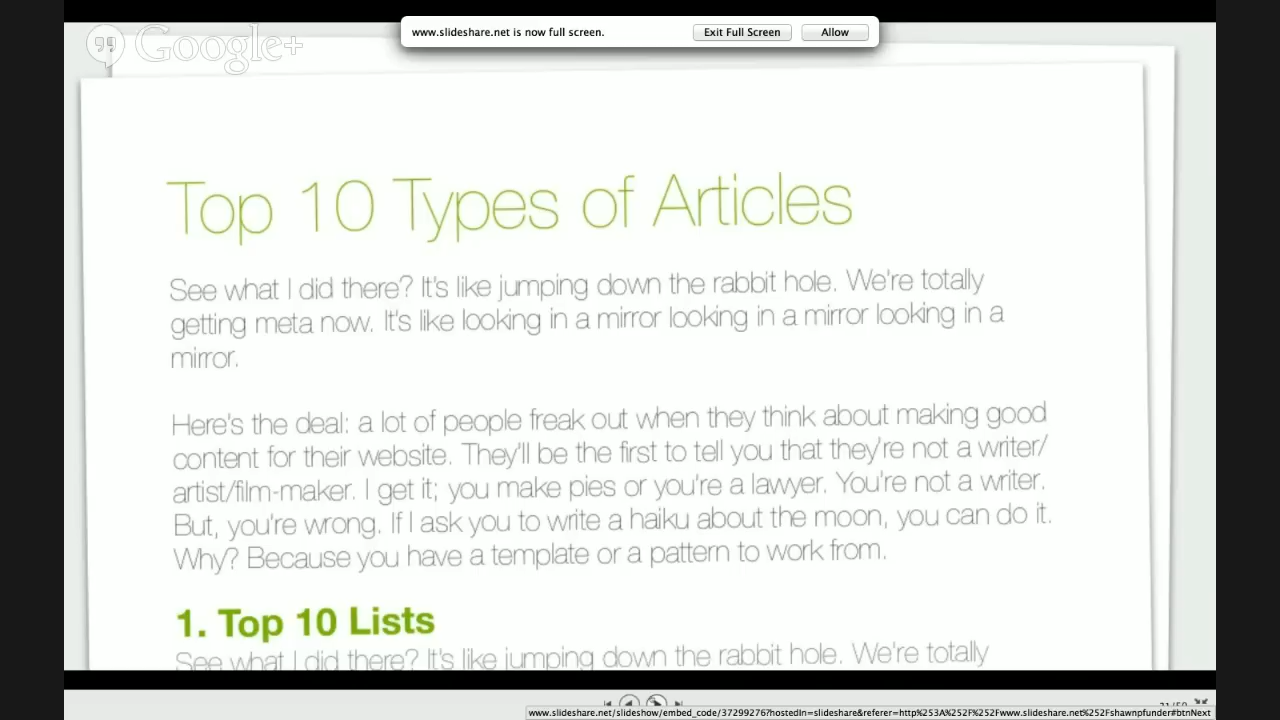 www.slideshare.net is now full screen.
Exit Full Screen
Allow
Google+
Top 10 Types of Articles
See what I did there? It's like jumping down the rabbit hole. We're totally
getting meta now. It's like looking in a mirror looking in a mirror looking in a
mirror.
Here's the deal: a lot of people freak out when they think about making good
content for their website. They'll be the first to tell you that they're not a writer/
artist/film-maker. I get it; you make pies or you're a lawyer. You're not a writer.
But, you're wrong. If I ask you to write a haiku about the moon, you can do it.
Why? Because you have a template or a pattern to work from.
1. Top 10 Lists
See what I did there? It's like jumping down the rabbit hole. We're totally
www.slideshare.net/slideshow/embed_code/37299276?hostedIn=slideshare&referer=http%253A%252F%252Fwww.slideshare.net%252Fshawnpfunder#btnNext